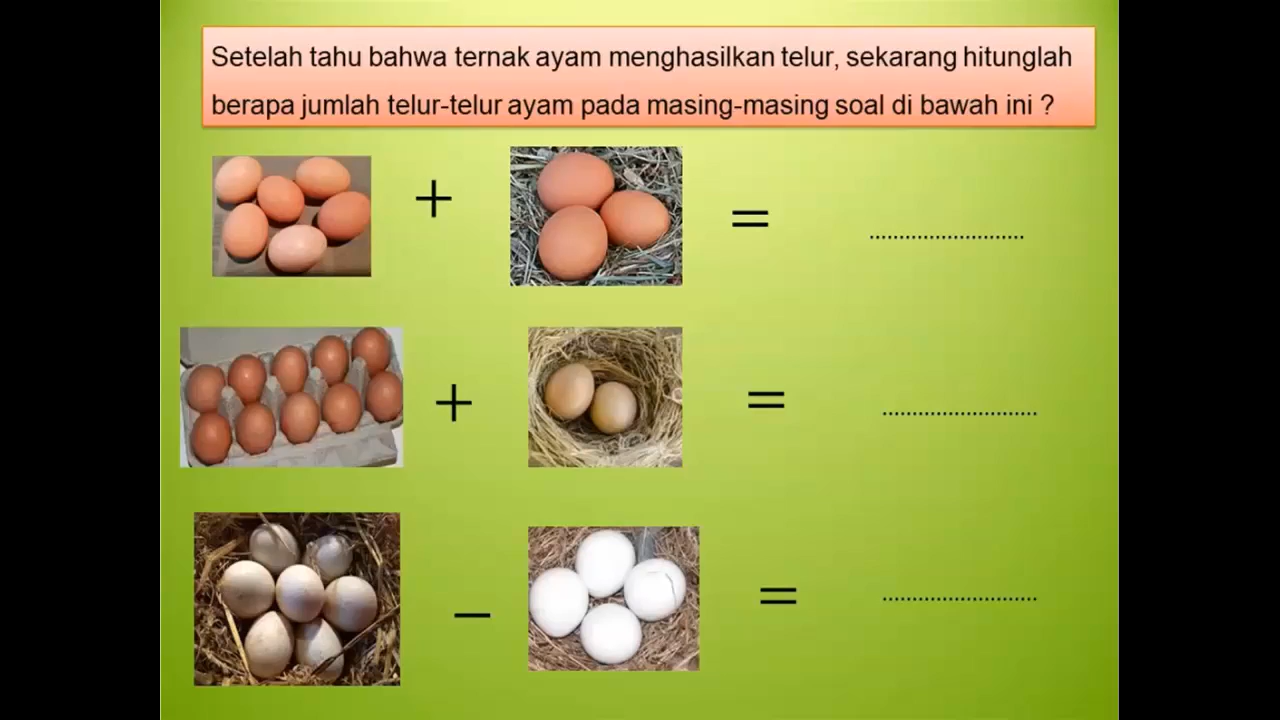 Setelah tahu bahwa ternak ayam menghasilkan telur, sekarang hitunglah
berapa jumlah telur-telur ayam pada masing-masing soal di bawah ini ?
+ = ..........................
+ = ..........................
– = ..........................